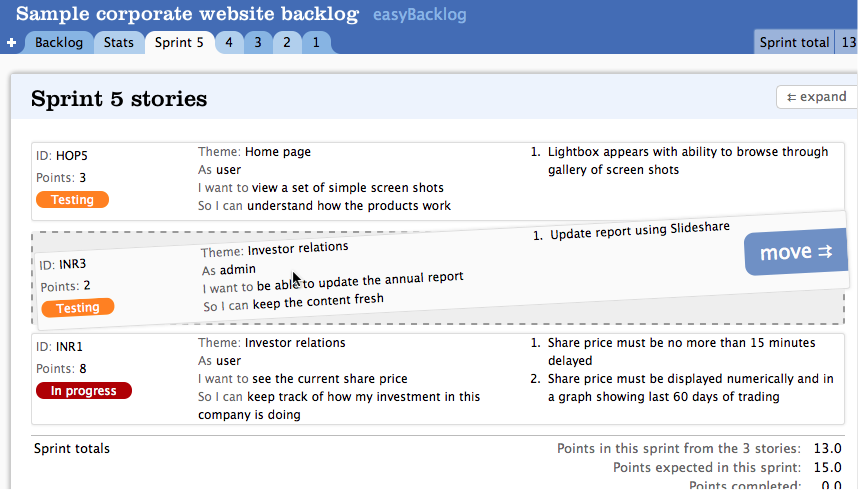 Sample corporate website backlog easyBacklog
+ Backlog Stats Sprint 5 4 3 2 1 Sprint total 13
Sprint 5 stories
⇇ expand
ID: HOP5
Points: 3
Testing
Theme: Home page
As user
I want to view a set of simple screen shots
So I can understand how the products work
1. Lightbox appears with ability to browse through
gallery of screen shots
ID: INR3
Points: 2
Testing
Theme: Investor relations
As admin
I want to be able to update the annual report
So I can keep the content fresh
1. Update report using Slideshare
move ⇉
ID: INR1
Points: 8
In progress
Theme: Investor relations
As user
I want to see the current share price
So I can keep track of how my investment in this
company is doing
1. Share price must be no more than 15 minutes
delayed
2. Share price must be displayed numerically and in
a graph showing last 60 days of trading
Sprint totals
Points in this sprint from the 3 stories: 13.0
Points expected in this sprint: 15.0
Points completed: 0.0